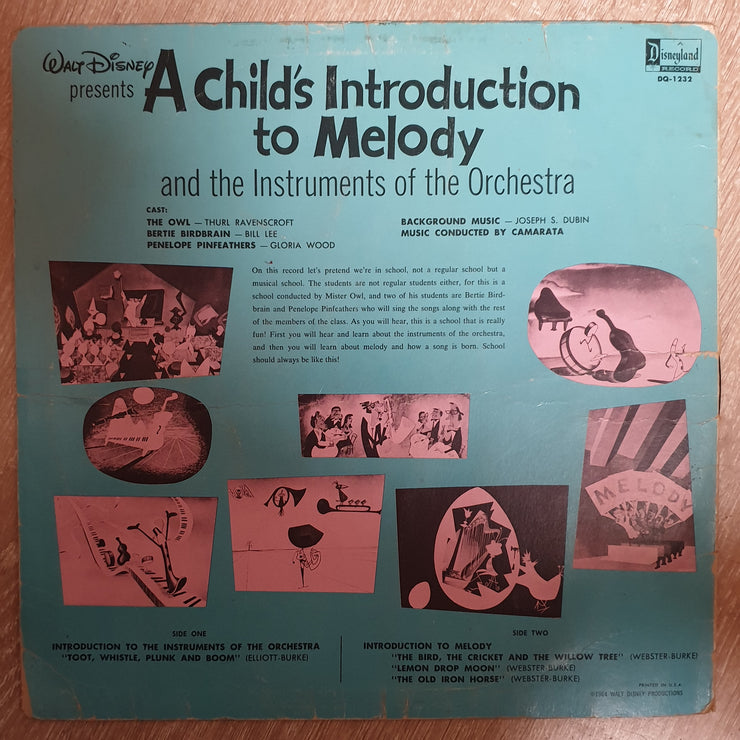 WALT DISNEY
presents
A Child's Introduction
to Melody
and the Instruments of the Orchestra
Disneyland
RECORD
DQ-1232
CAST:
THE OWL — THURL RAVENSCROFT
BERTIE BIRDBRAIN — BILL LEE
PENELOPE PINFEATHERS — GLORIA WOOD
BACKGROUND MUSIC — JOSEPH S. DUBIN
MUSIC CONDUCTED BY CAMARATA
On this record let's pretend we're in school, not a regular school but a
musical school. The students are not regular students either, for this is a
school conducted by Mister Owl, and two of his students are Bertie Bird-
brain and Penelope Pinfeathers who will sing the songs along with the rest
of the members of the class. As you will hear, this is a school that is really
fun! First you will hear and learn about the instruments of the orchestra,
and then you will learn about melody and how a song is born. School
should always be like this!
MELODY
SIDE ONE
INTRODUCTION TO THE INSTRUMENTS OF THE ORCHESTRA
"TOOT, WHISTLE, PLUNK AND BOOM" (ELLIOTT-BURKE)
SIDE TWO
INTRODUCTION TO MELODY
"THE BIRD, THE CRICKET AND THE WILLOW TREE" (WEBSTER-BURKE)
"LEMON DROP MOON" (WEBSTER-BURKE)
"THE OLD IRON HORSE" (WEBSTER-BURKE)
PRINTED IN U.S.A.
©1964 WALT DISNEY PRODUCTIONS